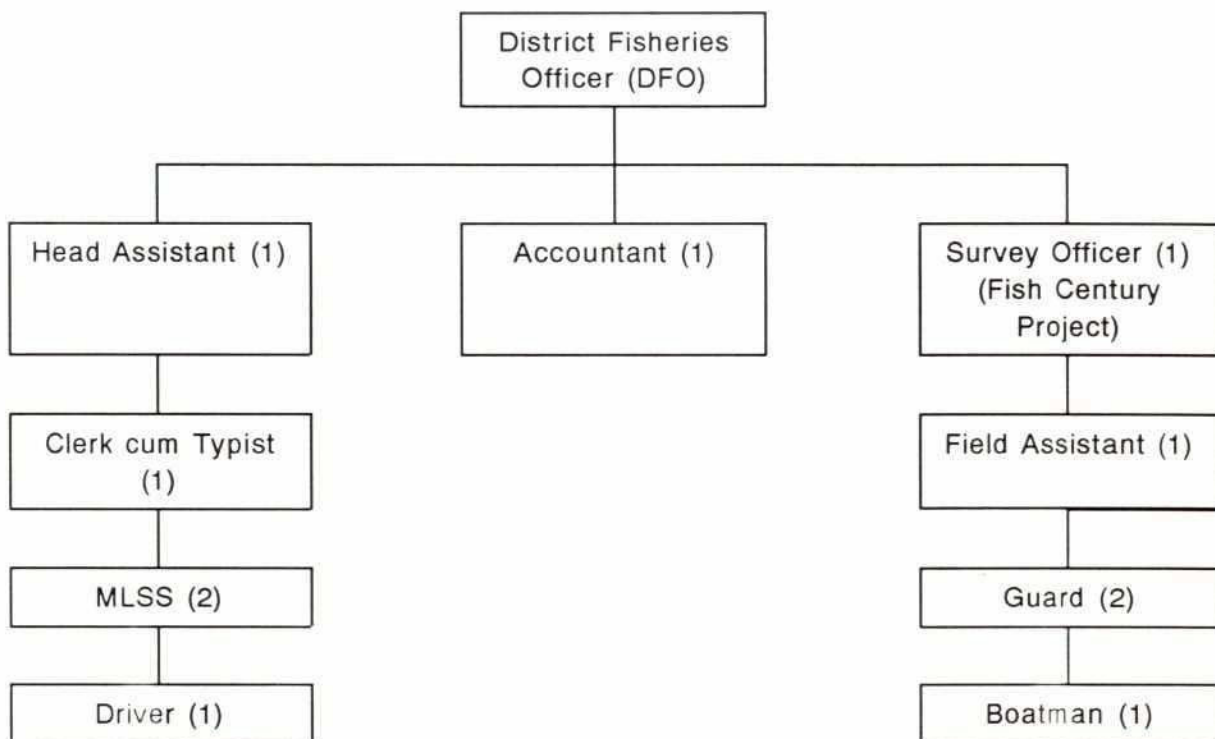 District Fisheries
Officer (DFO)
Head Assistant (1)
Accountant (1)
Survey Officer (1)
(Fish Century
Project)
Clerk cum Typist
(1)
Field Assistant (1)
MLSS (2)
Guard (2)
Driver (1)
Boatman (1)